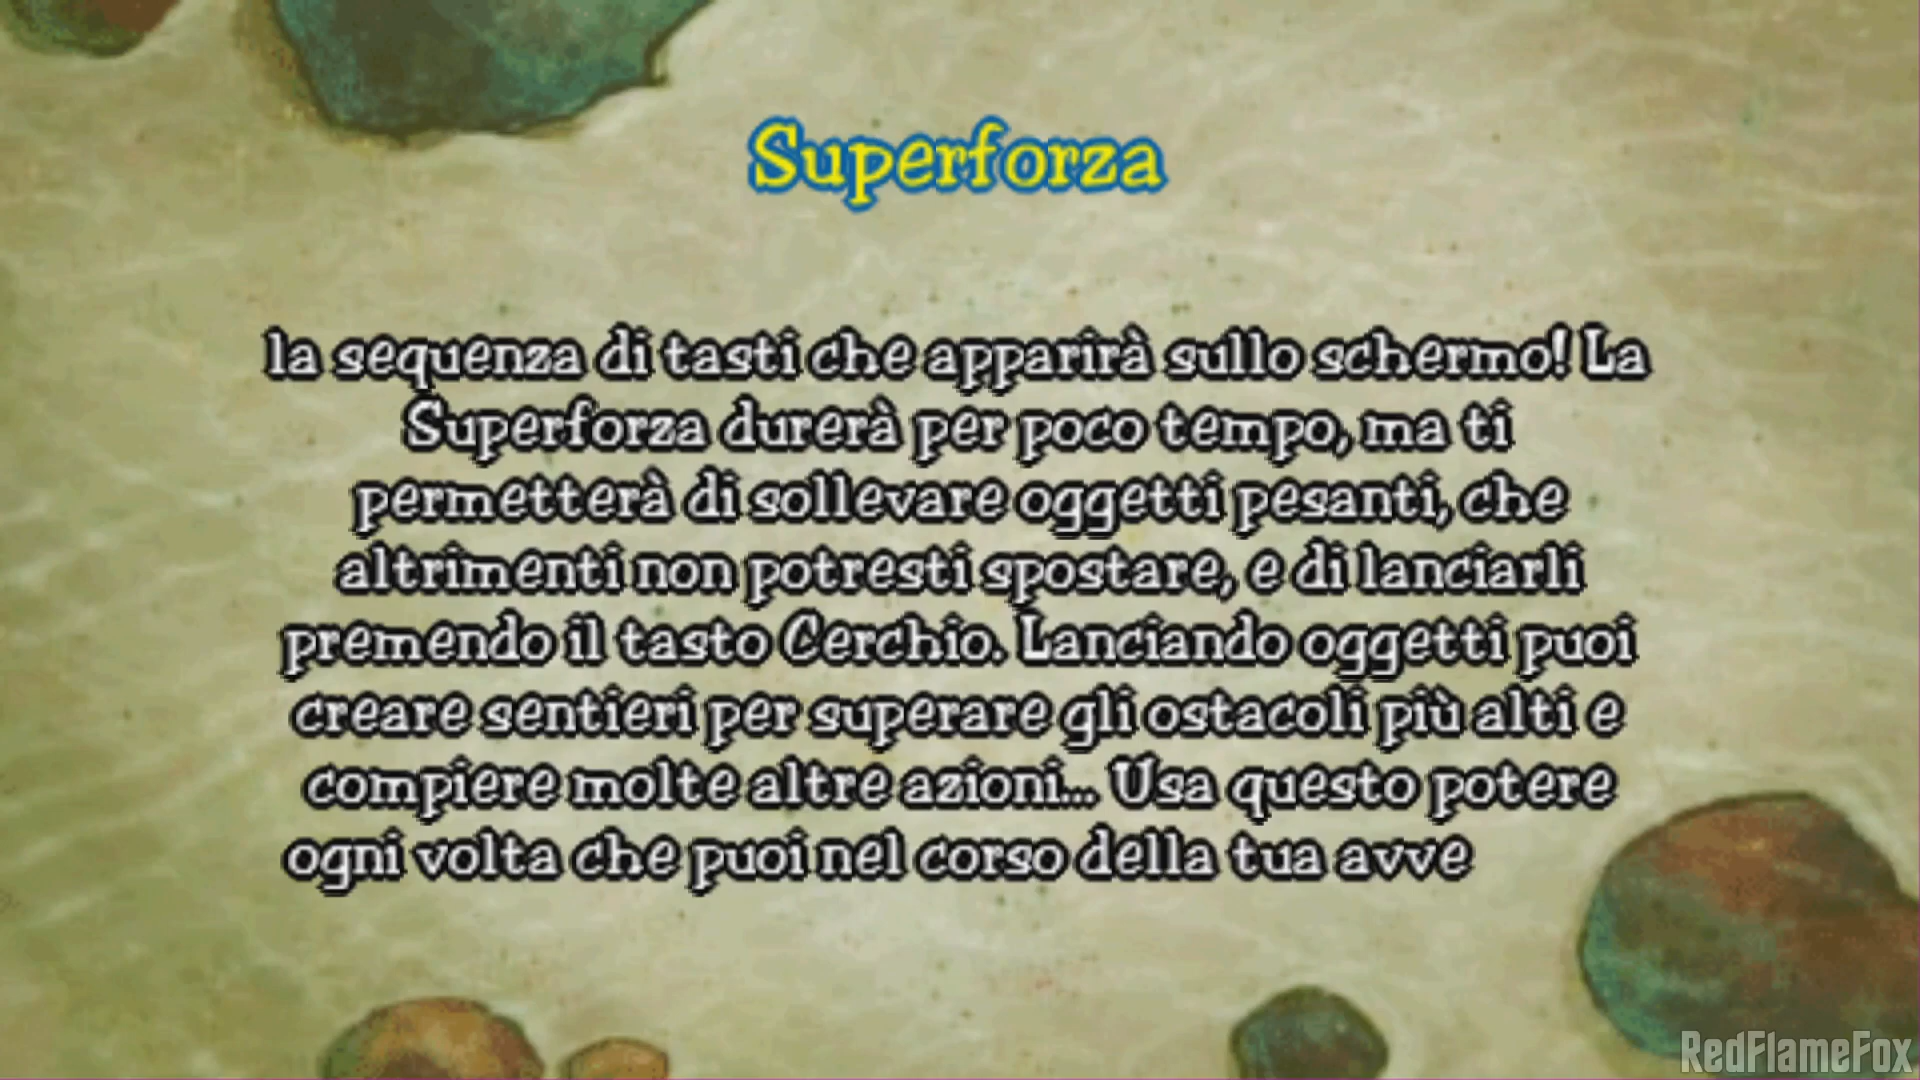 Superforza
la sequenza di tasti che apparirà sullo schermo! La
Superforza durerà per poco tempo, ma ti
permetterà di sollevare oggetti pesanti, che
altrimenti non potresti spostare, e di lanciarli
premendo il tasto Cerchio. Lanciando oggetti puoi
creare sentieri per superare gli ostacoli più alti e
compiere molte altre azioni... Usa questo potere
ogni volta che puoi nel corso della tua avve
RedFlameFox